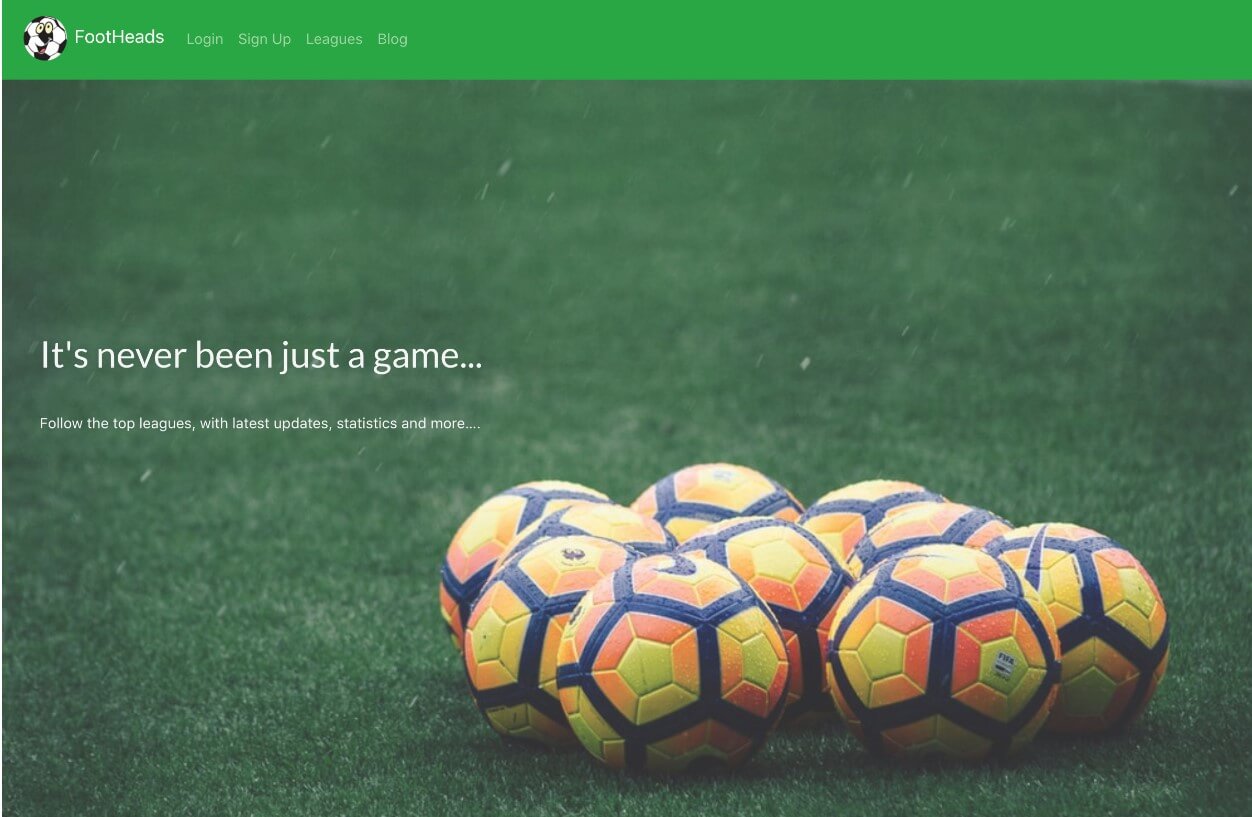 FootHeads Login Sign Up Leagues Blog
It's never been just a game...
Follow the top leagues, with latest updates, statistics and more....
FIFA